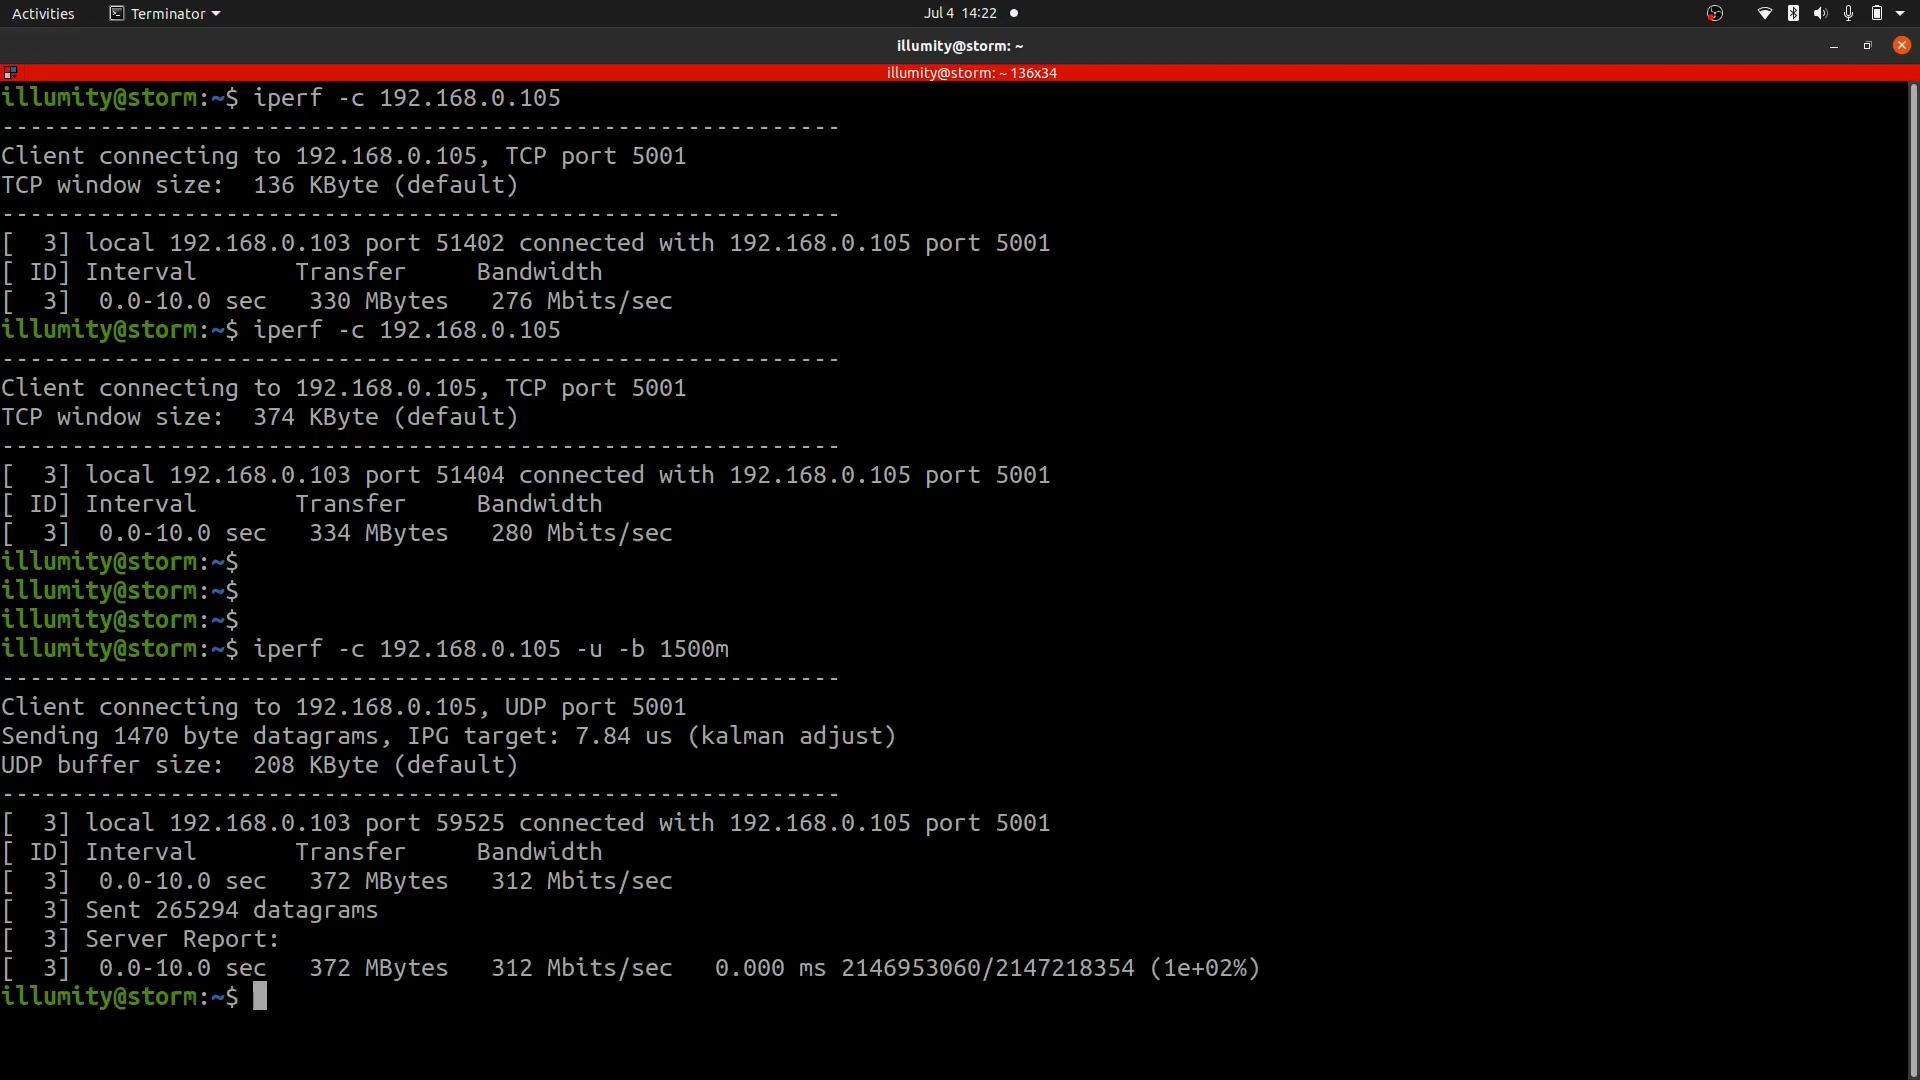 Activities Terminator Jul 4 14:22
illumity@storm: ~
illumity@storm: ~ 136x34
illumity@storm:~$ iperf -c 192.168.0.105
------------------------------------------------------------
Client connecting to 192.168.0.105, TCP port 5001
TCP window size:  136 KByte (default)
------------------------------------------------------------
[  3] local 192.168.0.103 port 51402 connected with 192.168.0.105 port 5001
[ ID] Interval       Transfer     Bandwidth
[  3]  0.0-10.0 sec   330 MBytes   276 Mbits/sec
illumity@storm:~$ iperf -c 192.168.0.105
------------------------------------------------------------
Client connecting to 192.168.0.105, TCP port 5001
TCP window size:  374 KByte (default)
------------------------------------------------------------
[  3] local 192.168.0.103 port 51404 connected with 192.168.0.105 port 5001
[ ID] Interval       Transfer     Bandwidth
[  3]  0.0-10.0 sec   334 MBytes   280 Mbits/sec
illumity@storm:~$
illumity@storm:~$
illumity@storm:~$
illumity@storm:~$ iperf -c 192.168.0.105 -u -b 1500m
------------------------------------------------------------
Client connecting to 192.168.0.105, UDP port 5001
Sending 1470 byte datagrams, IPG target: 7.84 us (kalman adjust)
UDP buffer size:  208 KByte (default)
------------------------------------------------------------
[  3] local 192.168.0.103 port 59525 connected with 192.168.0.105 port 5001
[ ID] Interval       Transfer     Bandwidth
[  3]  0.0-10.0 sec   372 MBytes   312 Mbits/sec
[  3] Sent 265294 datagrams
[  3] Server Report:
[  3]  0.0-10.0 sec   372 MBytes   312 Mbits/sec   0.000 ms 2146953060/2147218354 (1e+02%)
illumity@storm:~$